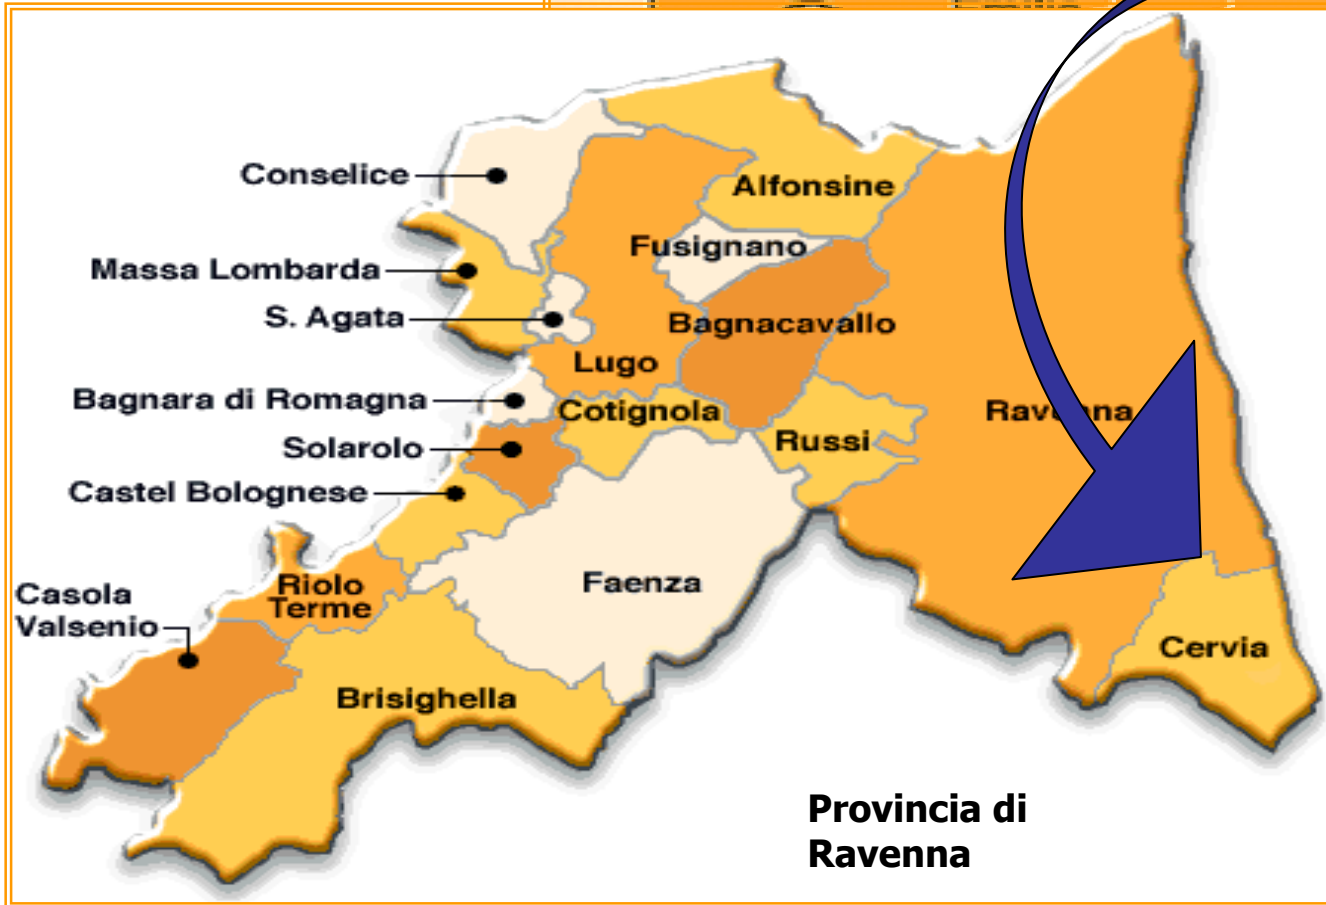 Conselice
Alfonsine
Fusignano
Massa Lombarda
S. Agata
Bagnacavallo
Lugo
Bagnara di Romagna
Cotignola
Ravenna
Solarolo
Russi
Castel Bolognese
Riolo
Terme
Faenza
Casola
Valsenio
Cervia
Brisighella
Provincia di
Ravenna